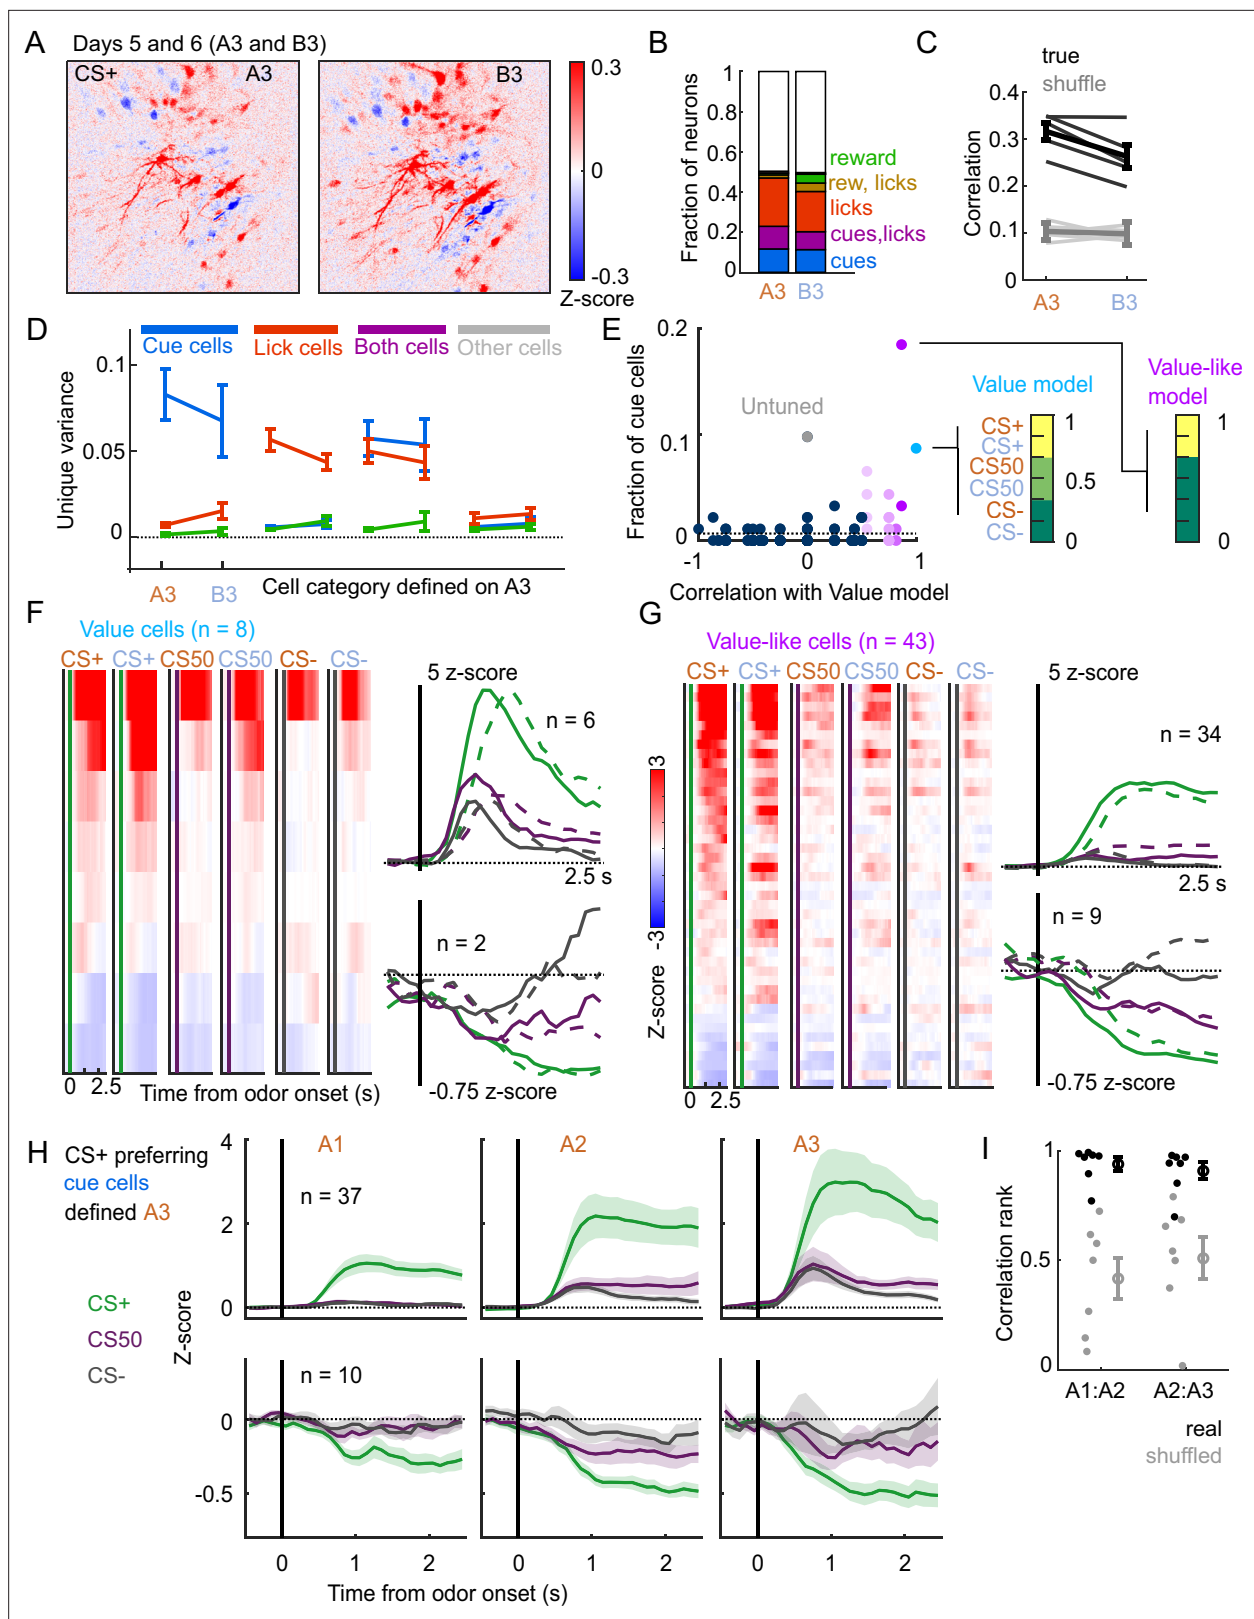 A
Days 5 and 6 (A3 and B3)
CS+
A3
B3
0.3
0
-0.3
Z-score
B
Fraction of neurons
1
0.8
0.6
0.4
0.2
0
reward
rew, licks
licks
cues,licks
cues
A3
B3
C
true
shuffle
Correlation
0.4
0.3
0.2
0.1
0
A3
B3
D
Cue cells
Lick cells
Both cells
Other cells
Unique variance
0.1
0.05
0
A3
B3
Cell category defined on A3
E
Fraction of cue cells
0.2
0.1
0
Untuned
-1
0
1
Correlation with Value model
Value model
CS+
CS+
CS50
CS50
CS-
CS-
1
0.5
0
Value-like
model
1
0
F
Value cells (n = 8)
CS+
CS+
CS50
CS50
CS-
CS-
0
2.5
Time from odor onset (s)
5 z-score
n = 6
2.5 s
n = 2
-0.75 z-score
G
Value-like cells (n = 43)
CS+
CS+
CS50
CS50
CS-
CS-
3
-3
Z-score
0
2.5
5 z-score
n = 34
2.5 s
n = 9
-0.75 z-score
H
CS+ preferring
cue cells
defined A3
CS+
CS50
CS-
Z-score
A1
A2
A3
4
2
0
n = 37
n = 10
0
-0.5
0
1
2
0
1
2
0
1
2
Time from odor onset (s)
I
Correlation rank
1
0.5
0
A1:A2
A2:A3
real
shuffled